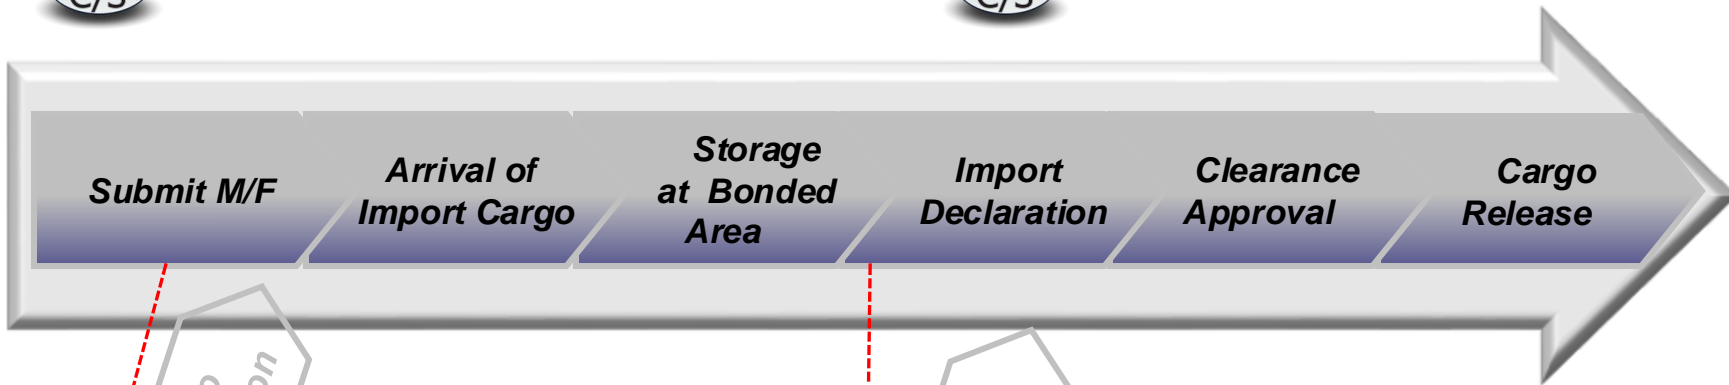 C/S
C/S
Submit M/F
Arrival of
Import Cargo
Storage
at Bonded
Area
Import
Declaration
Clearance
Approval
Cargo
Release